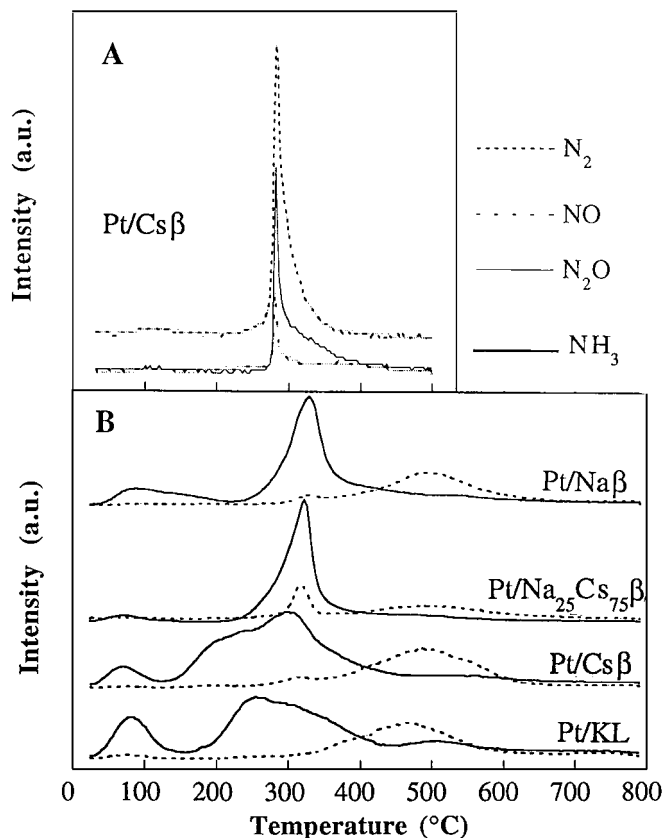 A
Intensity (a.u.)
Pt/Csβ
N₂
NO
N₂O
NH₃
B
Intensity (a.u.)
Pt/Naβ
Pt/Na₂₅Cs₇₅β
Pt/Csβ
Pt/KL
0 100 200 300 400 500 600 700 800
Temperature (°C)